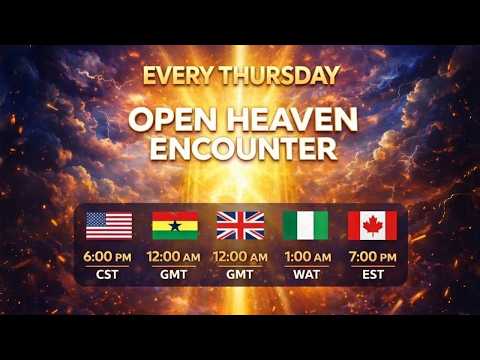 EVERY THURSDAY
OPEN HEAVEN
ENCOUNTER
6:00 PM 12:00 AM 12:00 AM 1:00 AM 7:00 PM
CST GMT GMT WAT EST